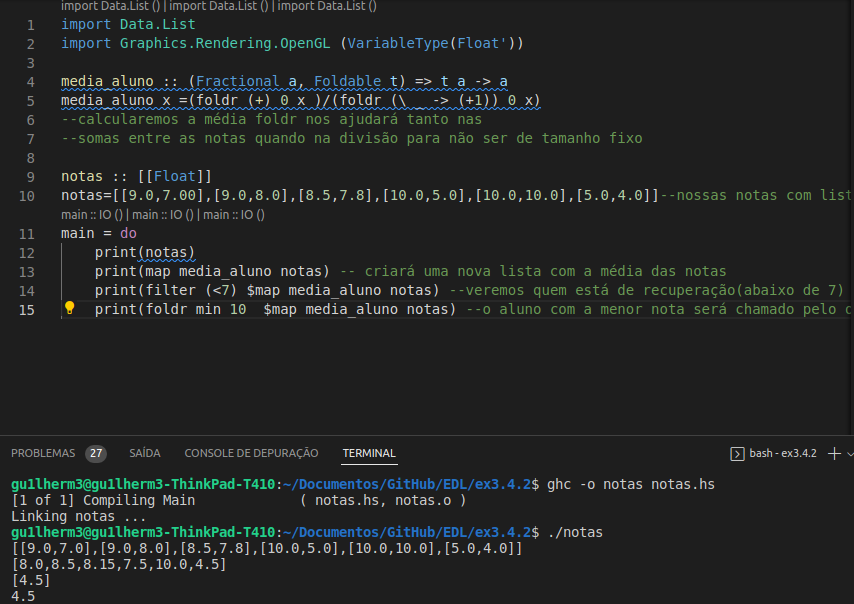 import Data.List () | import Data.List () | import Data.List ()
1 import Data.List
2 import Graphics.Rendering.OpenGL (VariableType(Float'))
3
4 media_aluno :: (Fractional a, Foldable t) => t a -> a
5 media_aluno x =(foldr (+) 0 x )/(foldr (\ _ -> (+1)) 0 x)
6 --calcularemos a média foldr nos ajudará tanto nas
7 --somas entre as notas quando na divisão para não ser de tamanho fixo
8
9 notas :: [[Float]]
10 notas=[[9.0,7.00],[9.0,8.0],[8.5,7.8],[10.0,5.0],[10.0,10.0],[5.0,4.0]]--nossas notas com list
main :: IO () | main :: IO () | main :: IO ()
11 main = do
12 print(notas)
13 print(map media_aluno notas) -- criará uma nova lista com a média das notas
14 print(filter (<7) $map media_aluno notas) --veremos quem está de recuperação(abaixo de 7)
15 print(foldr min 10  $map media_aluno notas) --o aluno com a menor nota será chamado pelo
PROBLEMAS 27 SAÍDA CONSOLE DE DEPURAÇÃO TERMINAL bash - ex3.4.2
gu1lherm3@gu1lherm3-ThinkPad-T410:~/Documentos/GitHub/EDL/ex3.4.2$ ghc -o notas notas.hs
[1 of 1] Compiling Main ( notas.hs, notas.o )
Linking notas ...
gu1lherm3@gu1lherm3-ThinkPad-T410:~/Documentos/GitHub/EDL/ex3.4.2$ ./notas
[[9.0,7.0],[9.0,8.0],[8.5,7.8],[10.0,5.0],[10.0,10.0],[5.0,4.0]]
[8.0,8.5,8.15,7.5,10.0,4.5]
[4.5]
4.5